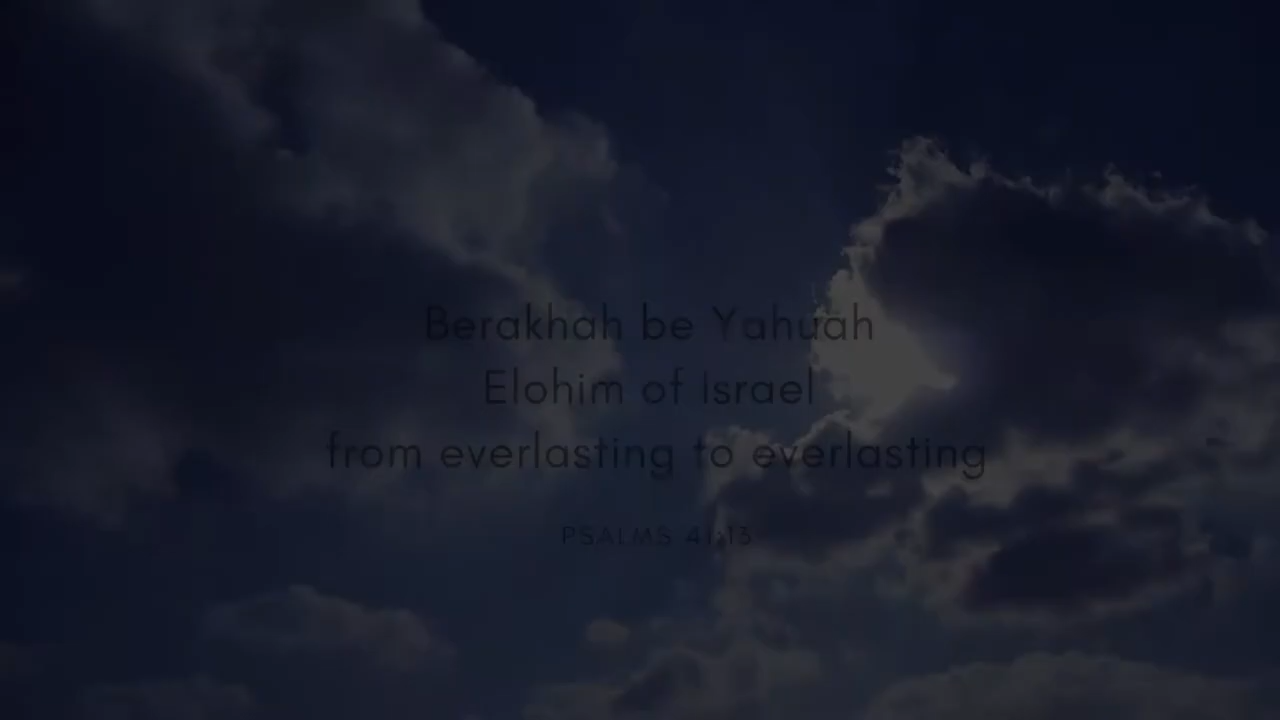 Berakhah be Yahuah
Elohim of Israel
from everlasting to everlasting
PSALMS 41:13